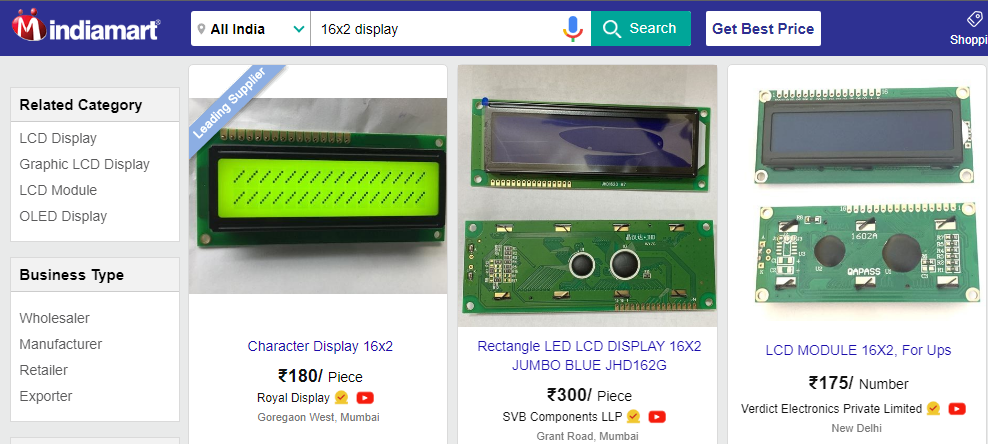 indiamart
All India
16x2 display
Search
Get Best Price
Shoppi
Related Category
LCD Display
Graphic LCD Display
LCD Module
OLED Display
Business Type
Wholesaler
Manufacturer
Retailer
Exporter
Leading Supplier
Character Display 16x2
₹180/ Piece
Royal Display
Goregaon West, Mumbai
Rectangle LED LCD DISPLAY 16X2
JUMBO BLUE JHD162G
₹300/ Piece
SVB Components LLP
Grant Road, Mumbai
1602A
QAPASS
LCD MODULE 16X2, For Ups
₹175/ Number
Verdict Electronics Private Limited
New Delhi